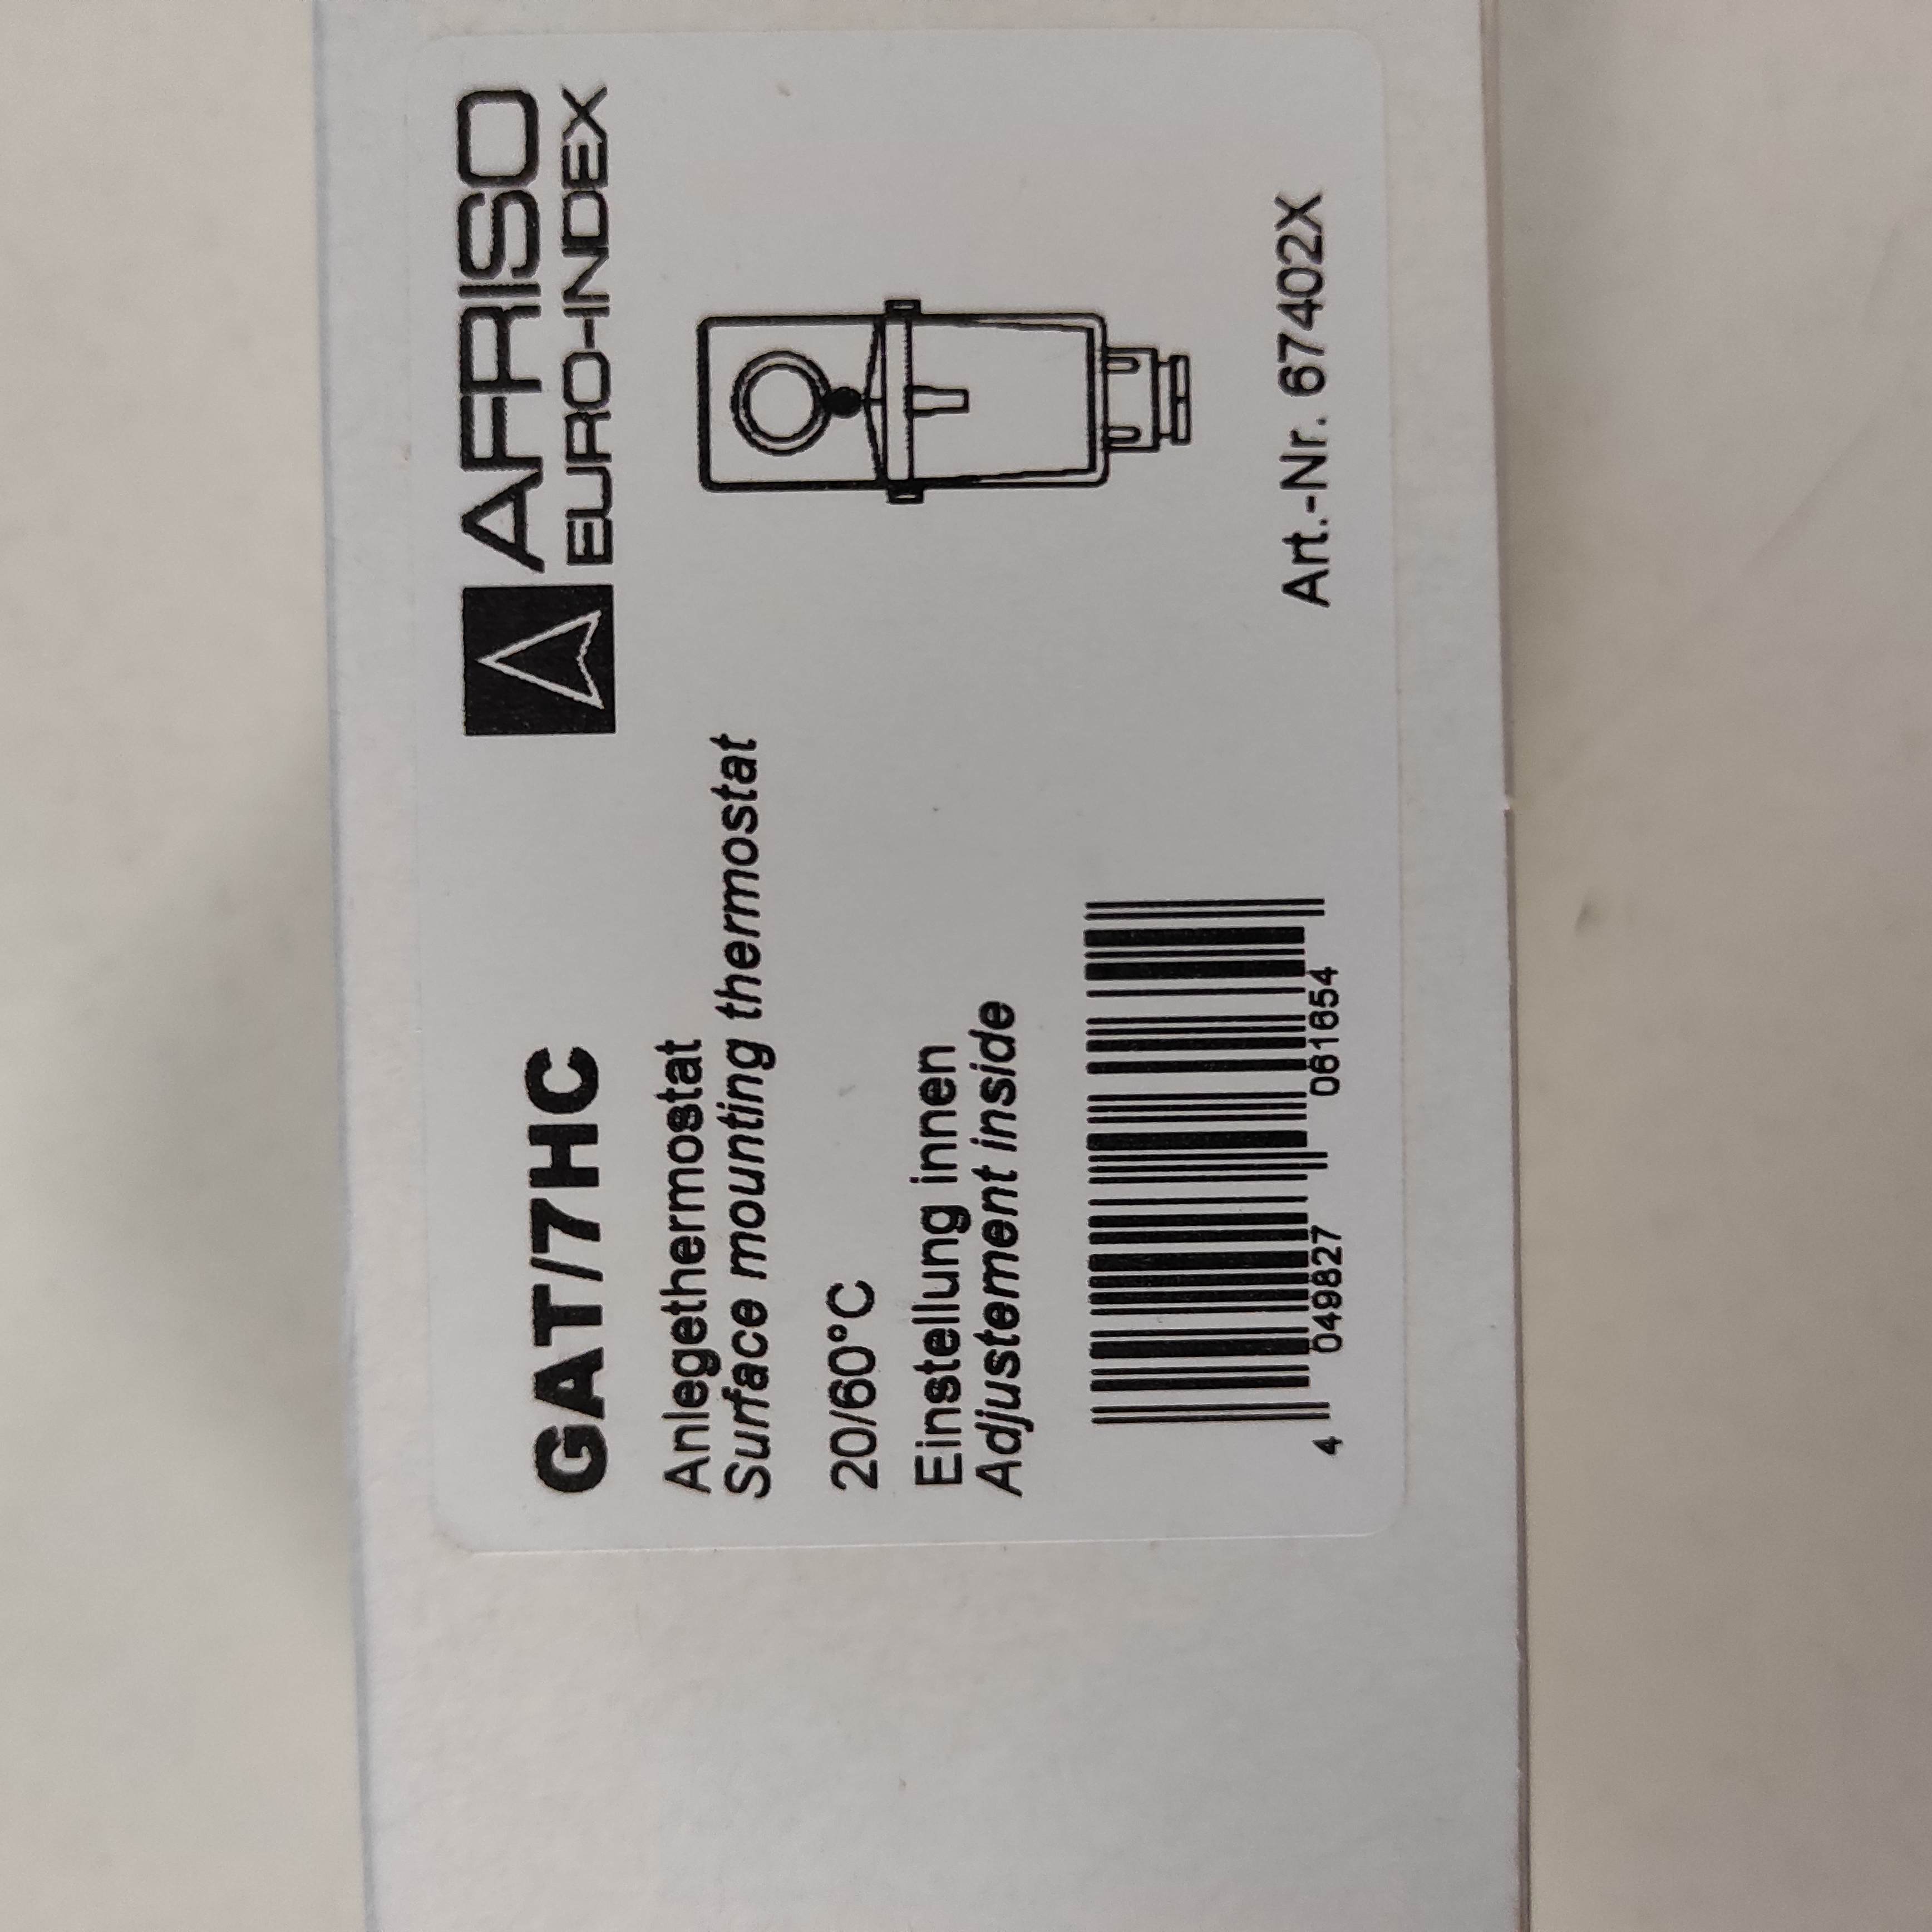 GAT/7HC
AFRISO
EURO-INDEX
Anlegethermostat
Surface mounting thermostat
20/60°C
Einstellung innen
Adjustement inside
4 049827 061654
Art.-Nr. 67402X